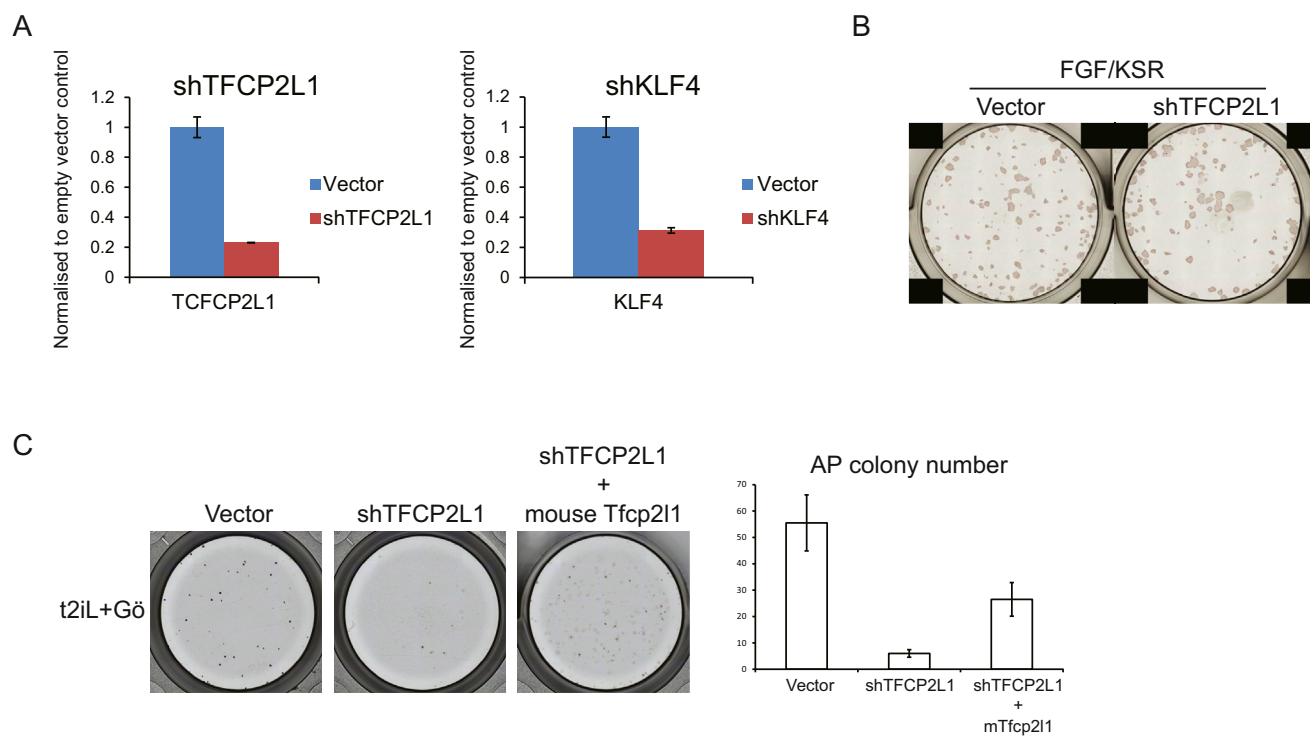 A
Normalised to empty vector control
shTFCP2L1
1.2
1
0.8
0.6
0.4
0.2
0
TCFCP2L1
Vector
shTFCP2L1
Normalised to empty vector control
shKLF4
1.2
1
0.8
0.6
0.4
0.2
0
KLF4
Vector
shKLF4
B
FGF/KSR
Vector shTFCP2L1
C
Vector
shTFCP2L1
shTFCP2L1
+
mouse Tfcp2l1
t2iL+Gö
AP colony number
70
60
50
40
30
20
10
0
Vector
shTFCP2L1
shTFCP2L1
+
mTfcp2l1